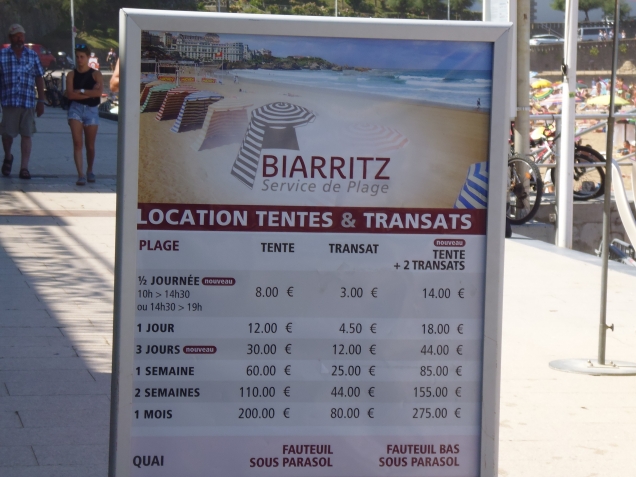 BIARRITZ
Service de Plage
LOCATION TENTES & TRANSATS
PLAGE TENTE TRANSAT nouveau TENTE + 2 TRANSATS
½ JOURNÉE nouveau
10h > 14h30 8.00 € 3.00 € 14.00 €
ou 14h30 > 19h
1 JOUR 12.00 € 4.50 € 18.00 €
3 JOURS nouveau 30.00 € 12.00 € 44.00 €
1 SEMAINE 60.00 € 25.00 € 85.00 €
2 SEMAINES 110.00 € 44.00 € 155.00 €
1 MOIS 200.00 € 80.00 € 275.00 €
FAUTEUIL FAUTEUIL BAS
QUAI SOUS PARASOL SOUS PARASOL